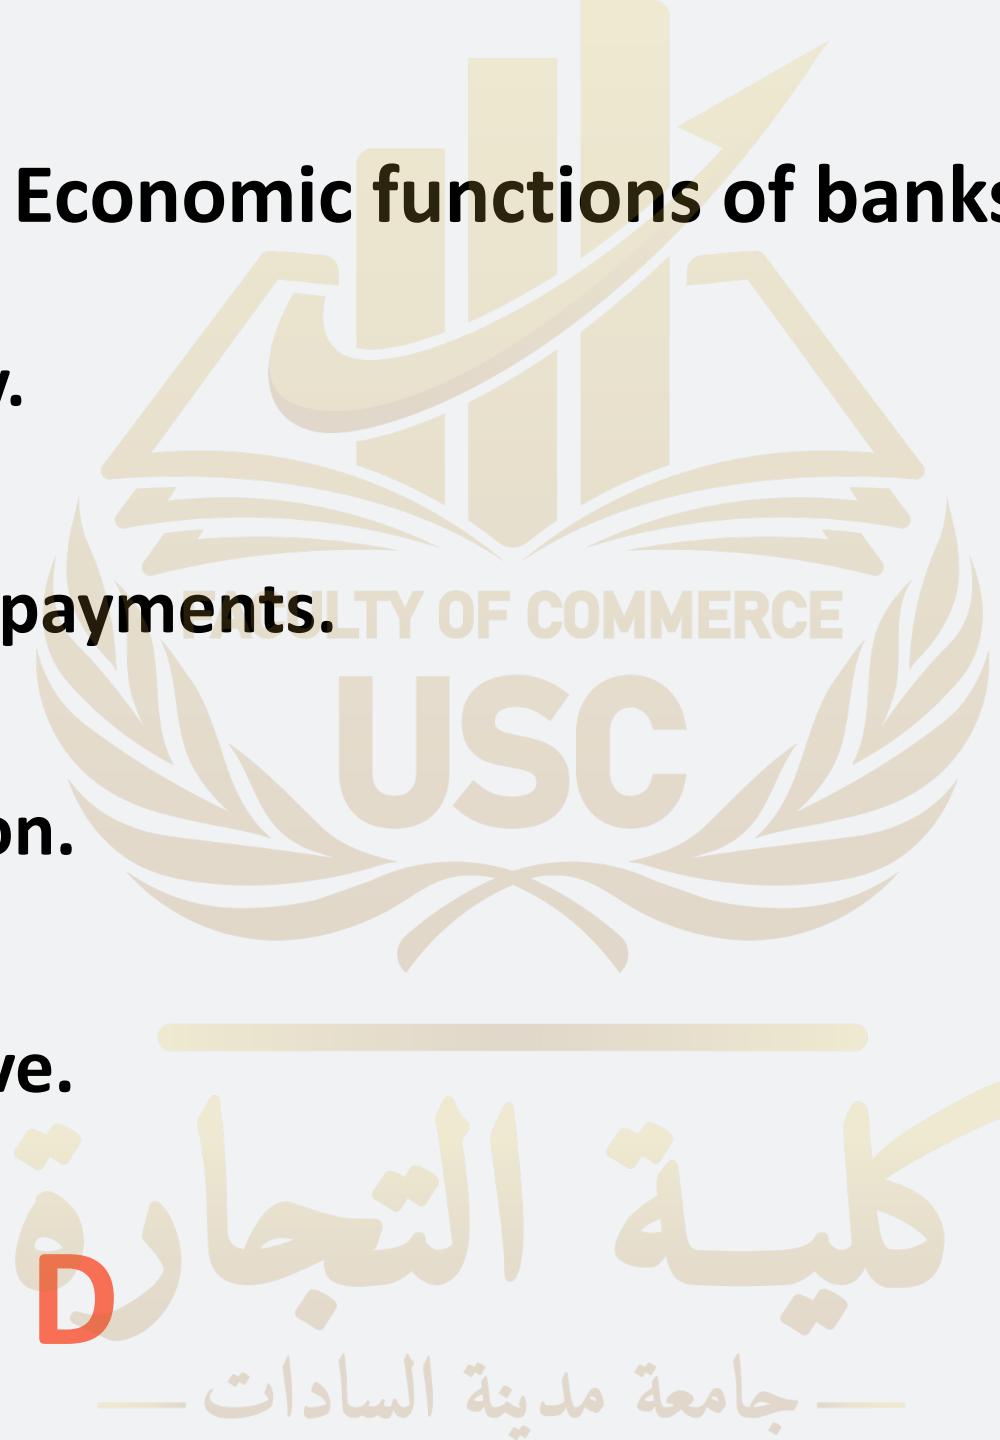 Economic functions of banks
y.
payments.
FACULTY OF COMMERCE
USC
on.
ve.
كلية التجارة
D
جامعة مدينة السادات